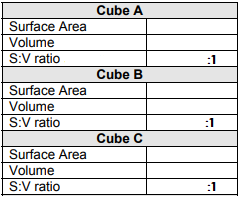 Cube A
Surface Area
Volume
S:V ratio :1
Cube B
Surface Area
Volume
S:V ratio :1
Cube C
Surface Area
Volume
S:V ratio :1